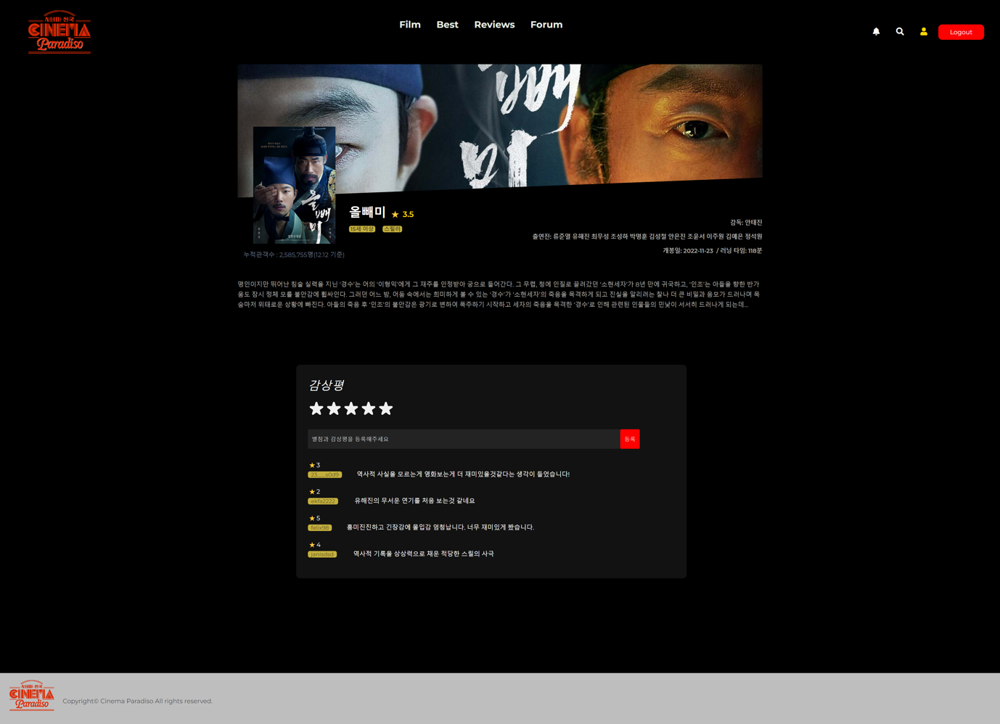 시네마 천국
CINEMA
Paradiso
Film
Best
Reviews
Forum
Logout
올빼미
올빼미
올빼미
★ 3.5
15세 이상
스릴러
누적관객수 : 2,585,755명(12.12 기준)
감독: 안태진
출연진: 류준열 유해진 최무성 조성하 박명훈 김성철 안은진 조윤서 이주원 김예은 정석원
개봉일: 2022-11-23 / 러닝 타임: 118분
맹인이지만 뛰어난 침술 실력을 지닌 ‘경수’는 어의 ‘이형익’에게 그 재주를 인정받아 궁으로 들어간다. 그 무렵, 청에 인질로 끌려갔던 ‘소현세자’가 8년 만에 귀국하고, ‘인조’는 아들을 향한 반가
움도 잠시 정체 모를 불안감에 휩싸인다. 그러던 어느 밤, 어둠 속에서는 희미하게 볼 수 있는 ‘경수’가 ‘소현세자’의 죽음을 목격하게 되고 진실을 알리려는 찰나 더 큰 비밀과 음모가 드러나며 목
숨마저 위태로운 상황에 빠진다. 아들의 죽음 후 ‘인조’의 불안감은 광기로 변하여 폭주하기 시작하고 세자의 죽음을 목격한 ‘경수’로 인해 관련된 인물들의 민낯이 서서히 드러나게 되는데...
감상평
별점과 감상평을 등록해주세요
등록
★ 3
23.....s0d9
역사적 사실을 모르는게 영화보는게 더 재미있을것같다는 생각이 들었습니다!
★ 2
ekfa2222
유해진의 무서운 연기를 처음 보는것 같네요
★ 5
felix98
흥미진진하고 긴장감에 몰입감 엄청납니다. 너무 재미있게 봤습니다.
★ 4
janisdsd
역사적 기록을 상상력으로 채운 적당한 스릴의 사극
시네마 천국
CINEMA
Paradiso
Copyright© Cinema Paradiso All rights reserved.